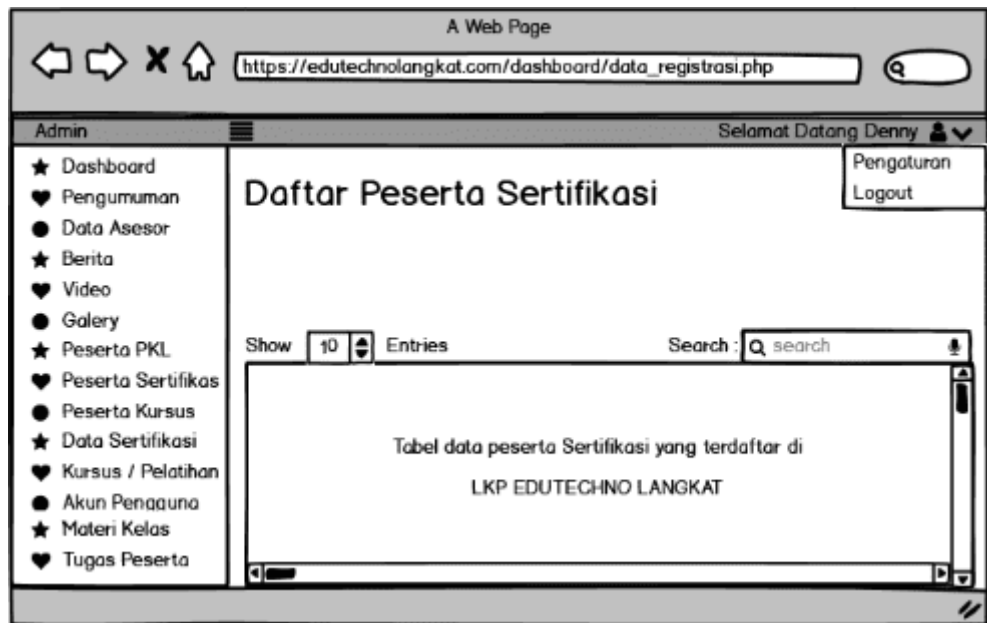 A Web Page
https://edutechnolangkat.com/dashboard/data_registrasi.php
Admin
Selamat Datang Denny
Pengaturan
Logout
Dashboard
Pengumuman
Data Asesor
Berita
Video
Galery
Peserta PKL
Peserta Sertifikas
Peserta Kursus
Data Sertifikasi
Kursus / Pelatihan
Akun Pengguna
Materi Kelas
Tugas Peserta
Daftar Peserta Sertifikasi
Show 10 Entries
Search : search
Tabel data peserta Sertifikasi yang terdaftar di
LKP EDUTECHNO LANGKAT